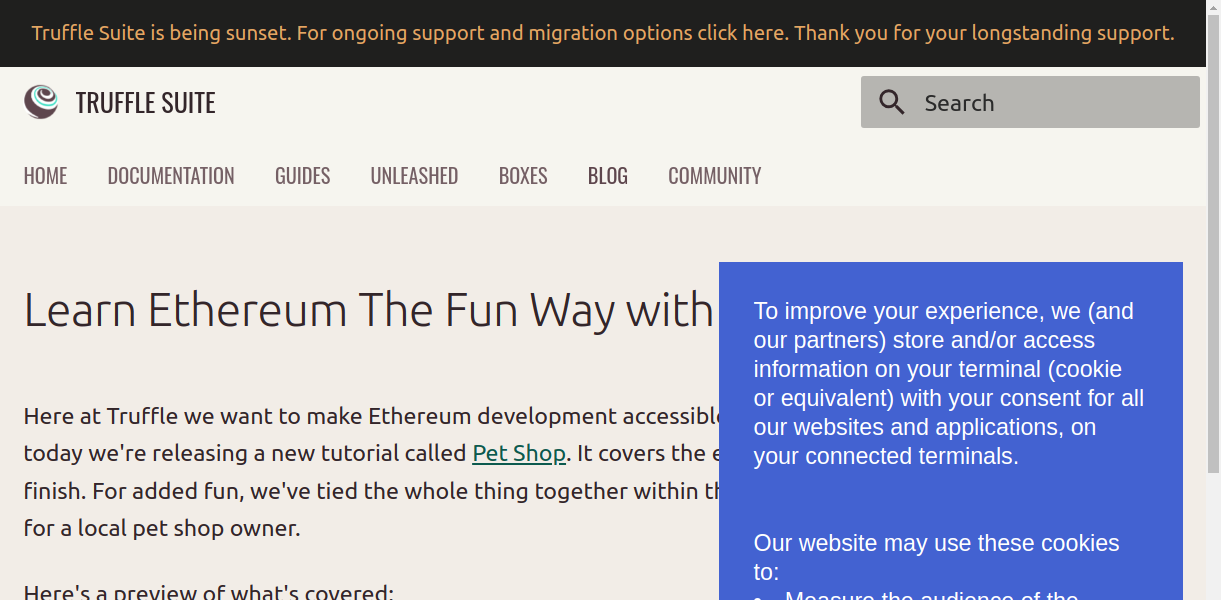 Truffle Suite is being sunset. For ongoing support and migration options click here. Thank you for your longstanding support.
TRUFFLE SUITE
Search
HOME DOCUMENTATION GUIDES UNLEASHED BOXES BLOG COMMUNITY
Learn Ethereum The Fun Way with
Here at Truffle we want to make Ethereum development accessible
today we're releasing a new tutorial called Pet Shop. It covers the
finish. For added fun, we've tied the whole thing together within
for a local pet shop owner.
Here's a preview of what's covered:
To improve your experience, we (and
our partners) store and/or access
information on your terminal (cookie
or equivalent) with your consent for all
our websites and applications, on
your connected terminals.
Our website may use these cookies
to:
• Measure the audience of the